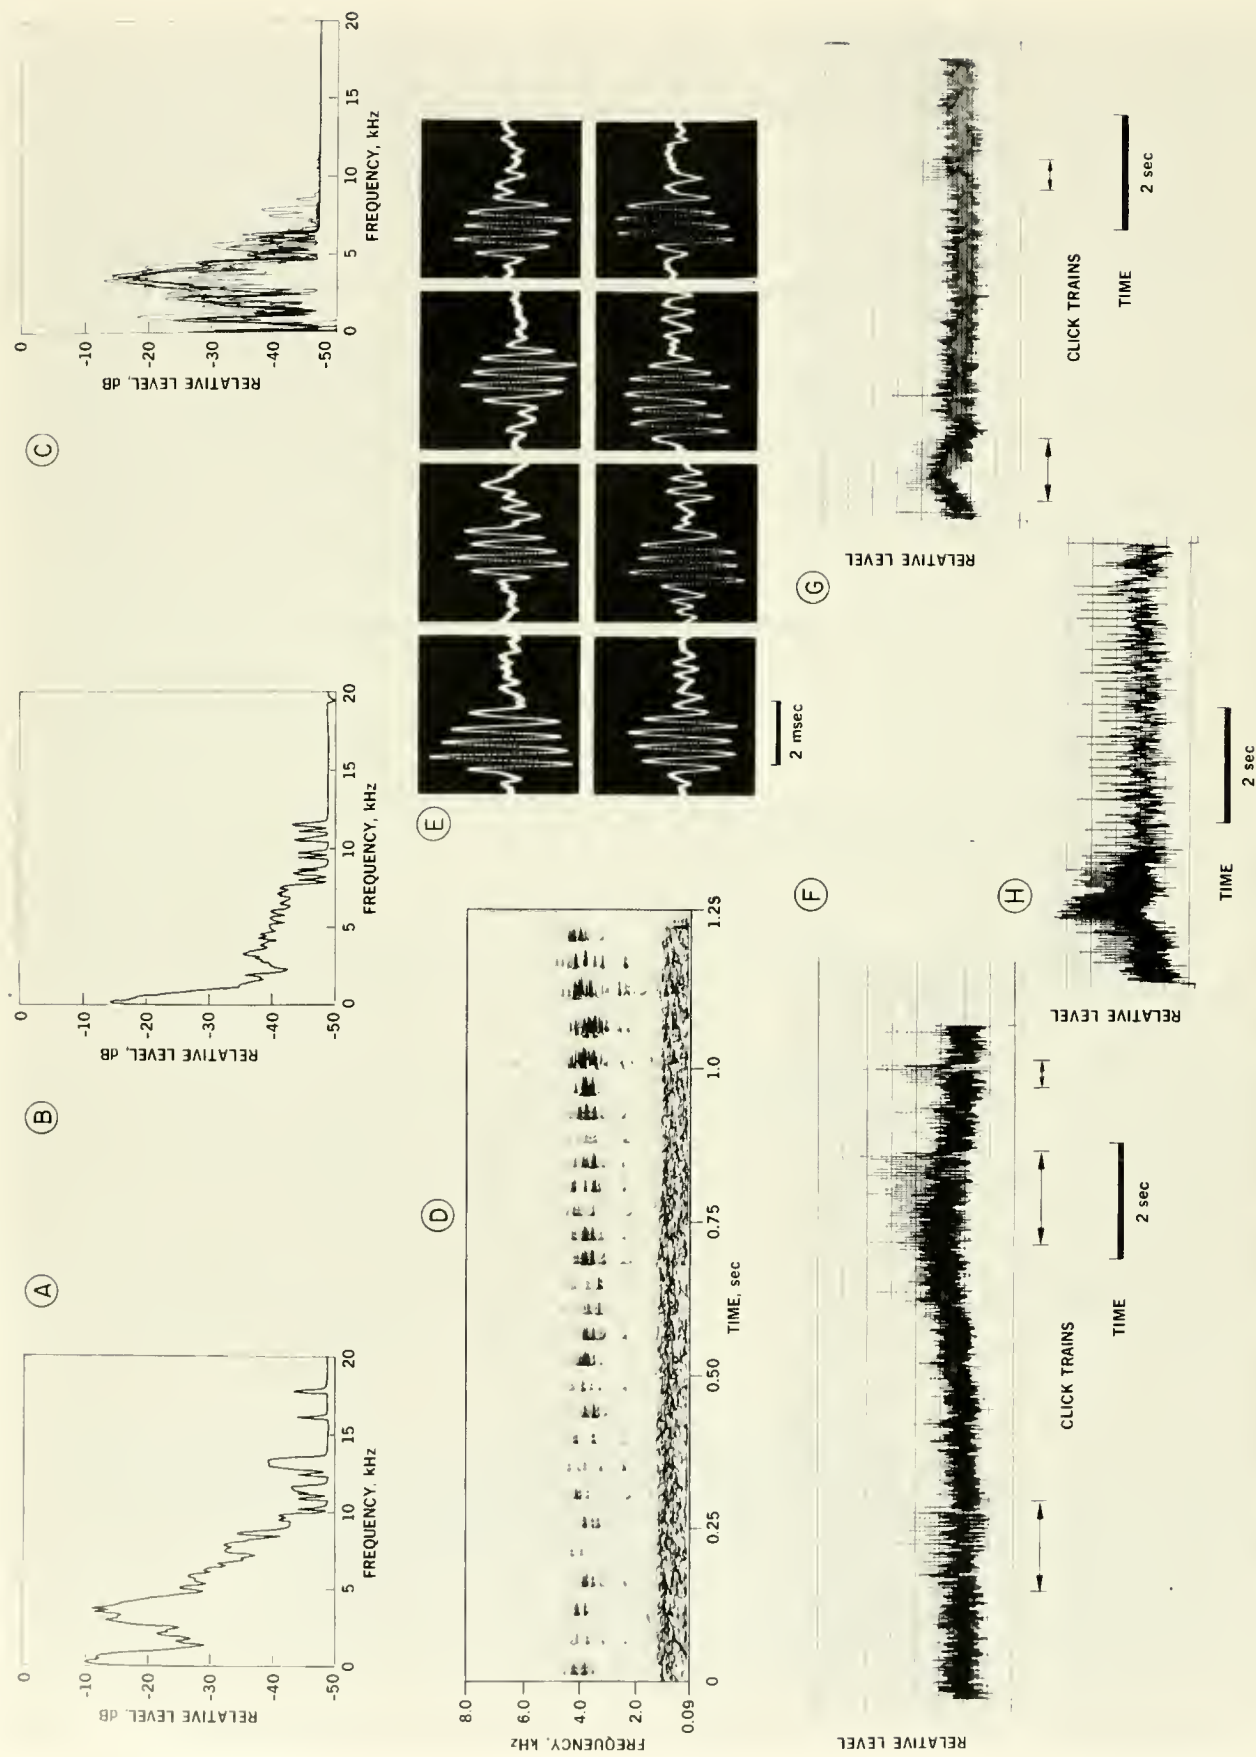 A
0
-10
-20
-30
-40
-50
RELATIVE LEVEL, dB
0
5
10
15
20
FREQUENCY, kHz
B
0
-10
-20
-30
-40
-50
RELATIVE LEVEL, dB
0
5
10
15
20
FREQUENCY, kHz
C
0
-10
-20
-30
-40
-50
RELATIVE LEVEL, dB
0
5
10
15
20
FREQUENCY, kHz
D
8.0
6.0
4.0
2.0
0.09
FREQUENCY, kHz
0
0.25
0.50
0.75
1.0
1.25
TIME, sec
E
2 msec
F
RELATIVE LEVEL
CLICK TRAINS
TIME
2 sec
G
RELATIVE LEVEL
CLICK TRAINS
TIME
2 sec
H
RELATIVE LEVEL
TIME
2 sec